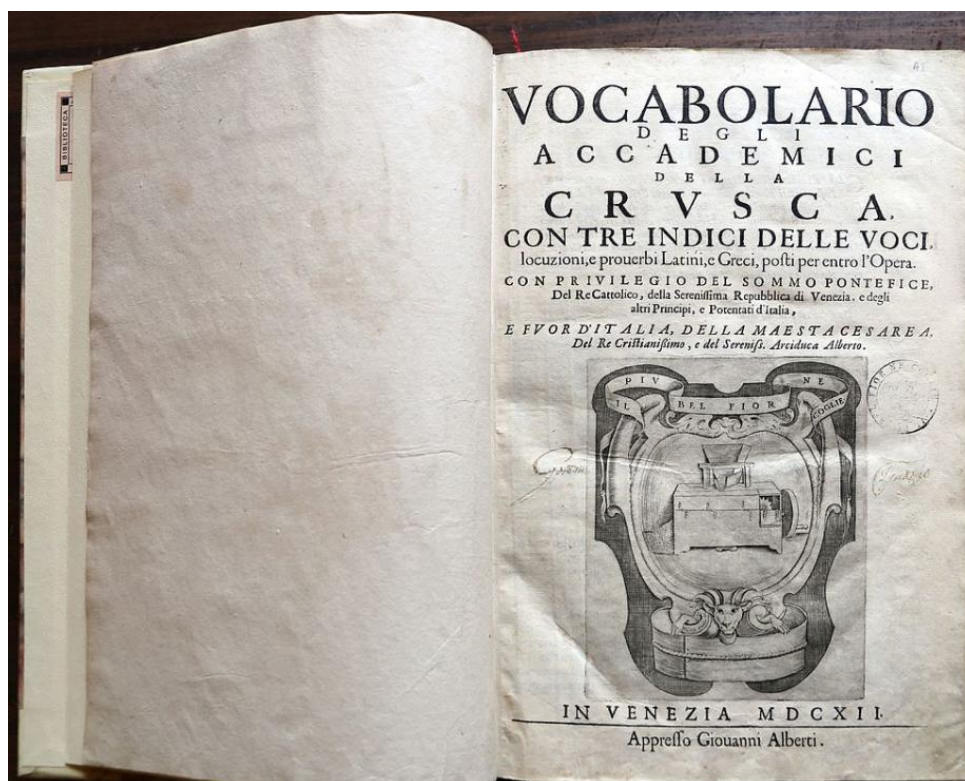 BIBLIOTECA
VOCABOLARIO
DEGLI
ACCADEMICI
DELLA
CRVSCA.
CON TRE INDICI DELLE VOCI,
locuzioni, e prouerbi Latini, e Greci, posti per entro l'Opera.
CON PRIVILEGIO DEL SOMMO PONTEFICE,
Del Re Cattolico, della Serenissima Repubblica di Venezia, e degli
altri Principi, e Potentati d'Italia,
E FVOR D'ITALIA, DELLA MAESTA CESAREA,
Del Re Cristianissimo, e del Sereniss. Arciduca Alberto.
IL PIV BEL FIOR NE COGLIE
IN VENEZIA MDCXII.
Appresso Giouanni Alberti.